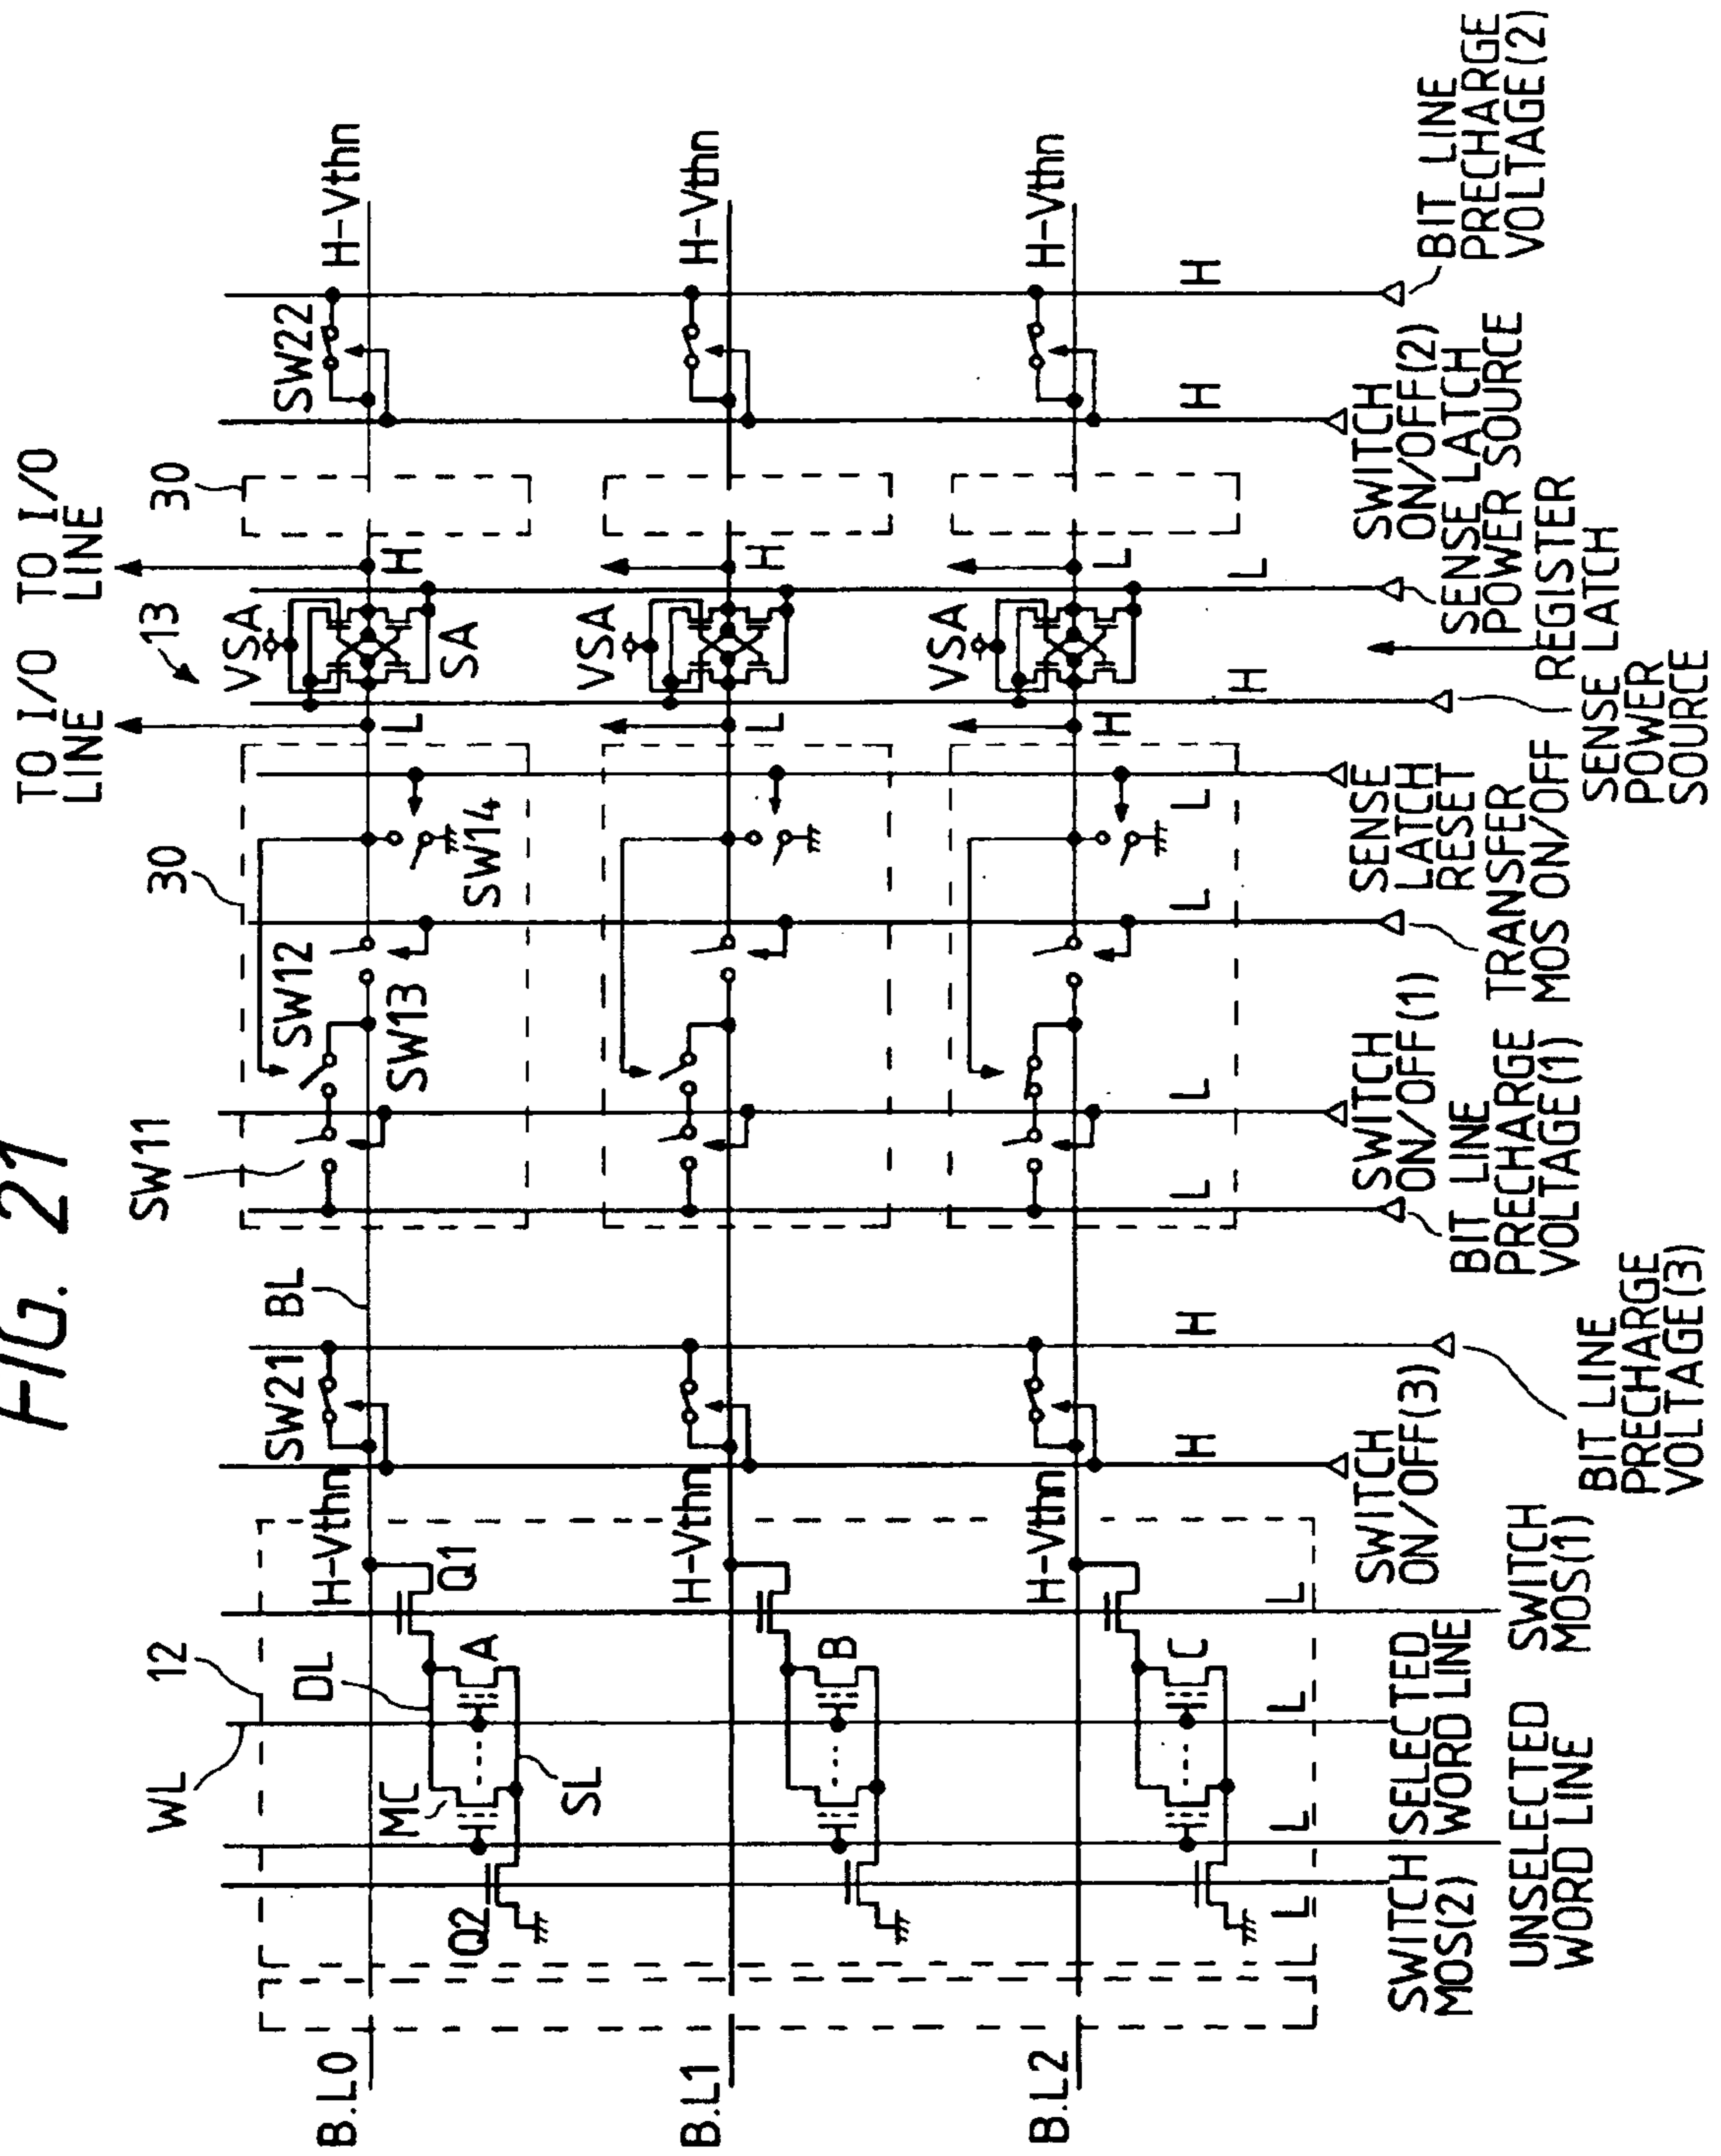 FIG. 21
TO I/O
LINE
TO I/O
LINE
13
30
30
SW11
12
WL
VSA
SW22
H-Vthn
SW12
SW13
SW14
L
H
SA
BL
SW21
H-Vthn
Q1
DL
A
MC
SL
Q2
B.L0
VSA
L
H
H-Vthn
H-Vthn
B
B.L1
VSA
H
L
H-Vthn
H-Vthn
C
B.L2
L
L
L
L
H
H
L
L
L
L
H
L
H
H
SWITCH
MOS(2)
UNSELECTED
WORD LINE
SELECTED
WORD LINE
SWITCH
MOS(1)
SWITCH
ON/OFF(3)
BIT LINE
PRECHARGE
VOLTAGE(3)
BIT LINE
PRECHARGE
VOLTAGE(1)
SWITCH
ON/OFF(1)
TRANSFER
MOS ON/OFF
SENSE
LATCH
RESET
SENSE
POWER
SOURCE
REGISTER
LATCH
SENSE LATCH
POWER SOURCE
SWITCH
ON/OFF(2)
BIT LINE
PRECHARGE
VOLTAGE(2)